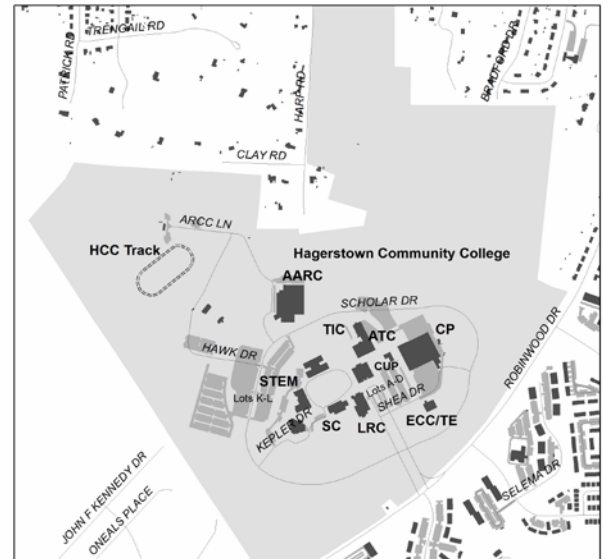 TRENGAIL RD
PATRICK RD
HARP RD
BRADFORD DR
CLAY RD
ARCC LN
HCC Track
Hagerstown Community College
AARC
SCHOLAR DR
TIC
ATC
CP
ROBINWOOD DR
HAWK DR
CUP
STEM
Lots K-L
Lots A-D
SHEA DR
KEPLER DR
SC
LRC
ECC/TE
SELEMA DR
JOHN F KENNEDY DR
ONEALS PLACE